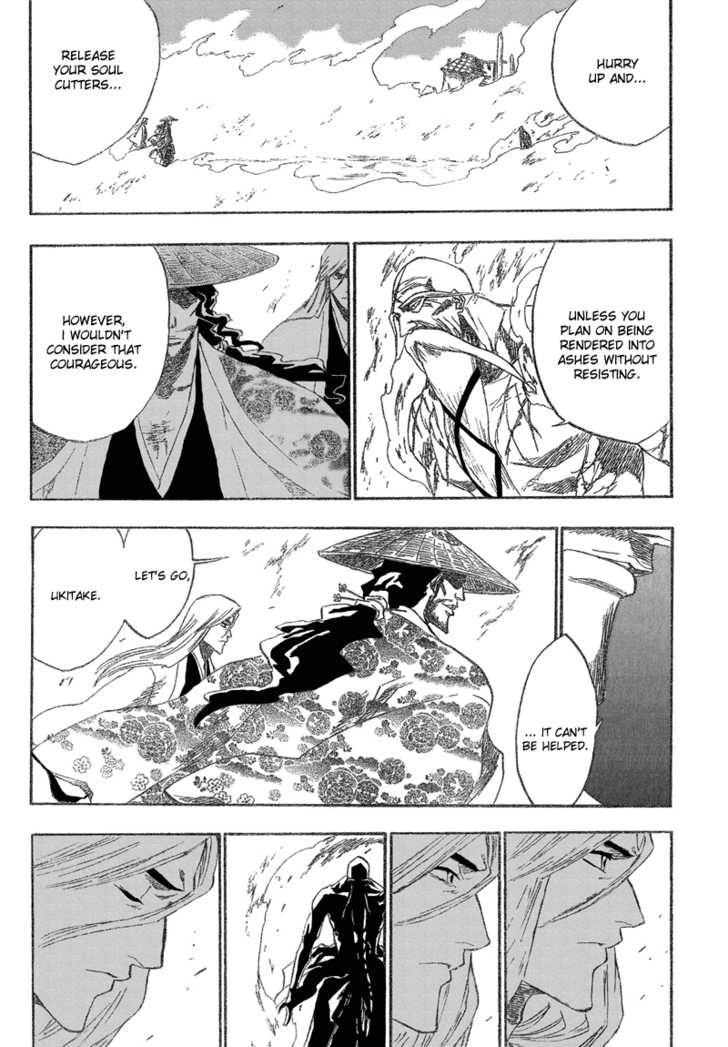 HURRY
UP AND...
RELEASE
YOUR SOUL
CUTTERS...
UNLESS YOU
PLAN ON BEING
RENDERED INTO
ASHES WITHOUT
RESISTING.
HOWEVER,
I WOULDN'T
CONSIDER THAT
COURAGEOUS.
... IT CAN'T
BE HELPED.
LET'S GO,
UKITAKE.